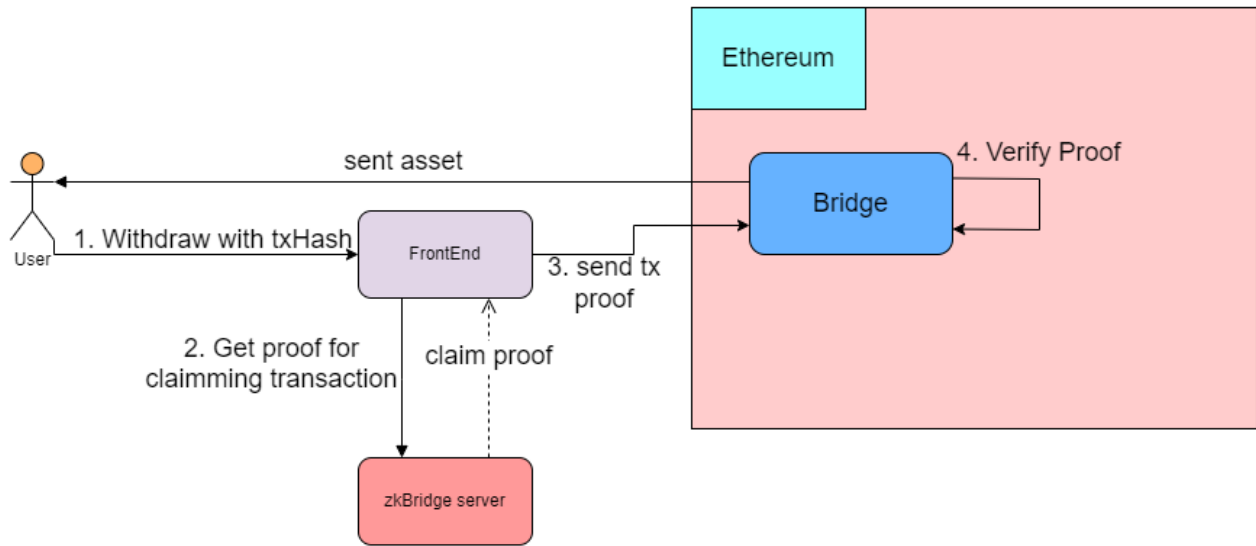 Ethereum
sent asset
4. Verify Proof
Bridge
1. Withdraw with txHash
FrontEnd
User
3. send tx
proof
2. Get proof for
claimming transaction
claim proof
zkBridge server